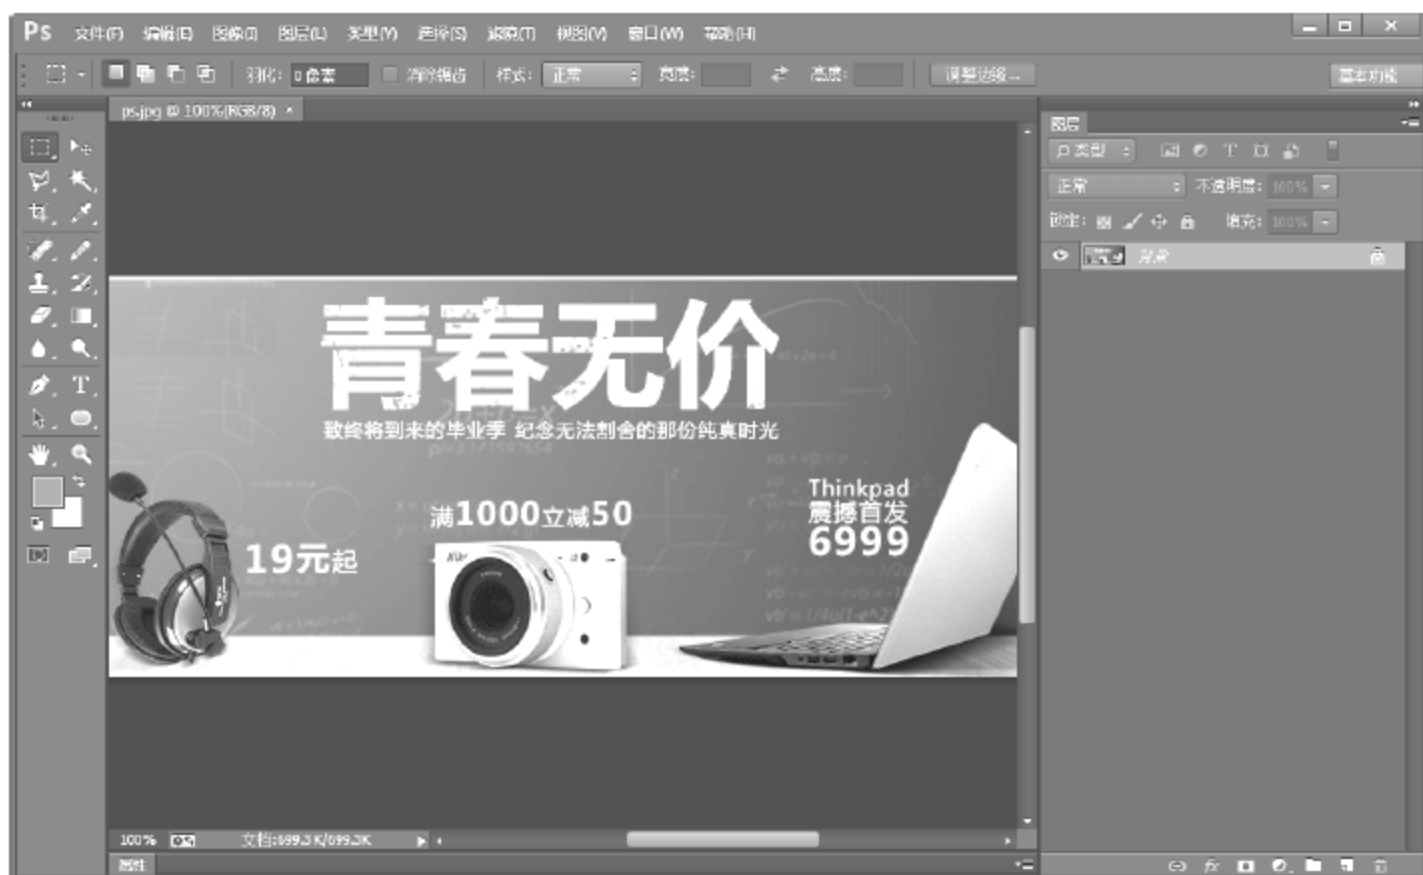 Ps 文件(F) 编辑(E) 图像(I) 图层(L) 类型(Y) 选择(S) 滤镜(T) 视图(V) 窗口(W) 帮助(H)
羽化: 0 像素 消除锯齿 样式: 正常 宽度: 高度: 调整边缘... 基本功能
ps.jpg @ 100%(RGB/8) ×
图层
类型
正常 不透明度: 100%
锁定: 填充: 100%
背景
青春无价
致终将到来的毕业季 纪念无法割舍的那份纯真时光
Thinkpad
震撼首发
6999
满1000立减50
19元起
100% 文档:699.3K/699.3K
属性